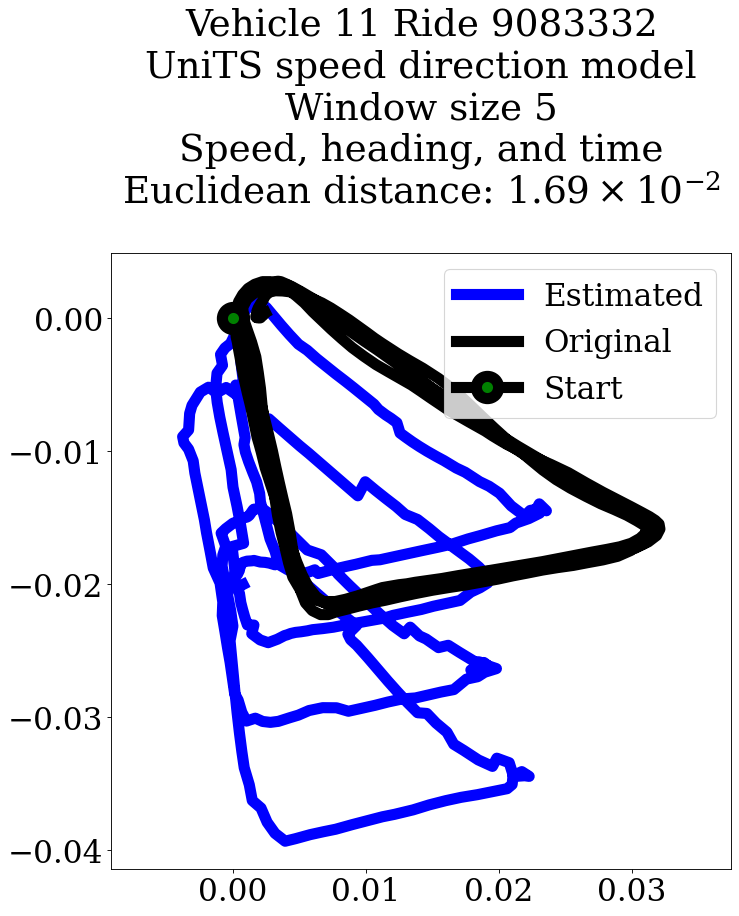 Vehicle 11 Ride 9083332
UniTS speed direction model
Window size 5
Speed, heading, and time
Euclidean distance: 1.69 × 10⁻²
Estimated
Original
Start
0.00
−0.01
−0.02
−0.03
−0.04
0.00 0.01 0.02 0.03